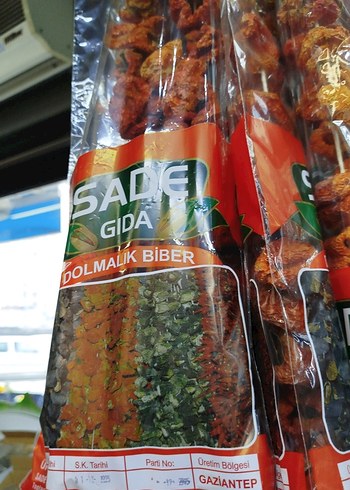 SADE
GIDA
DOLMALIK BİBER
S.K. Tarihi
Parti No:
Üretim Bölgesi
GAZİANTEP